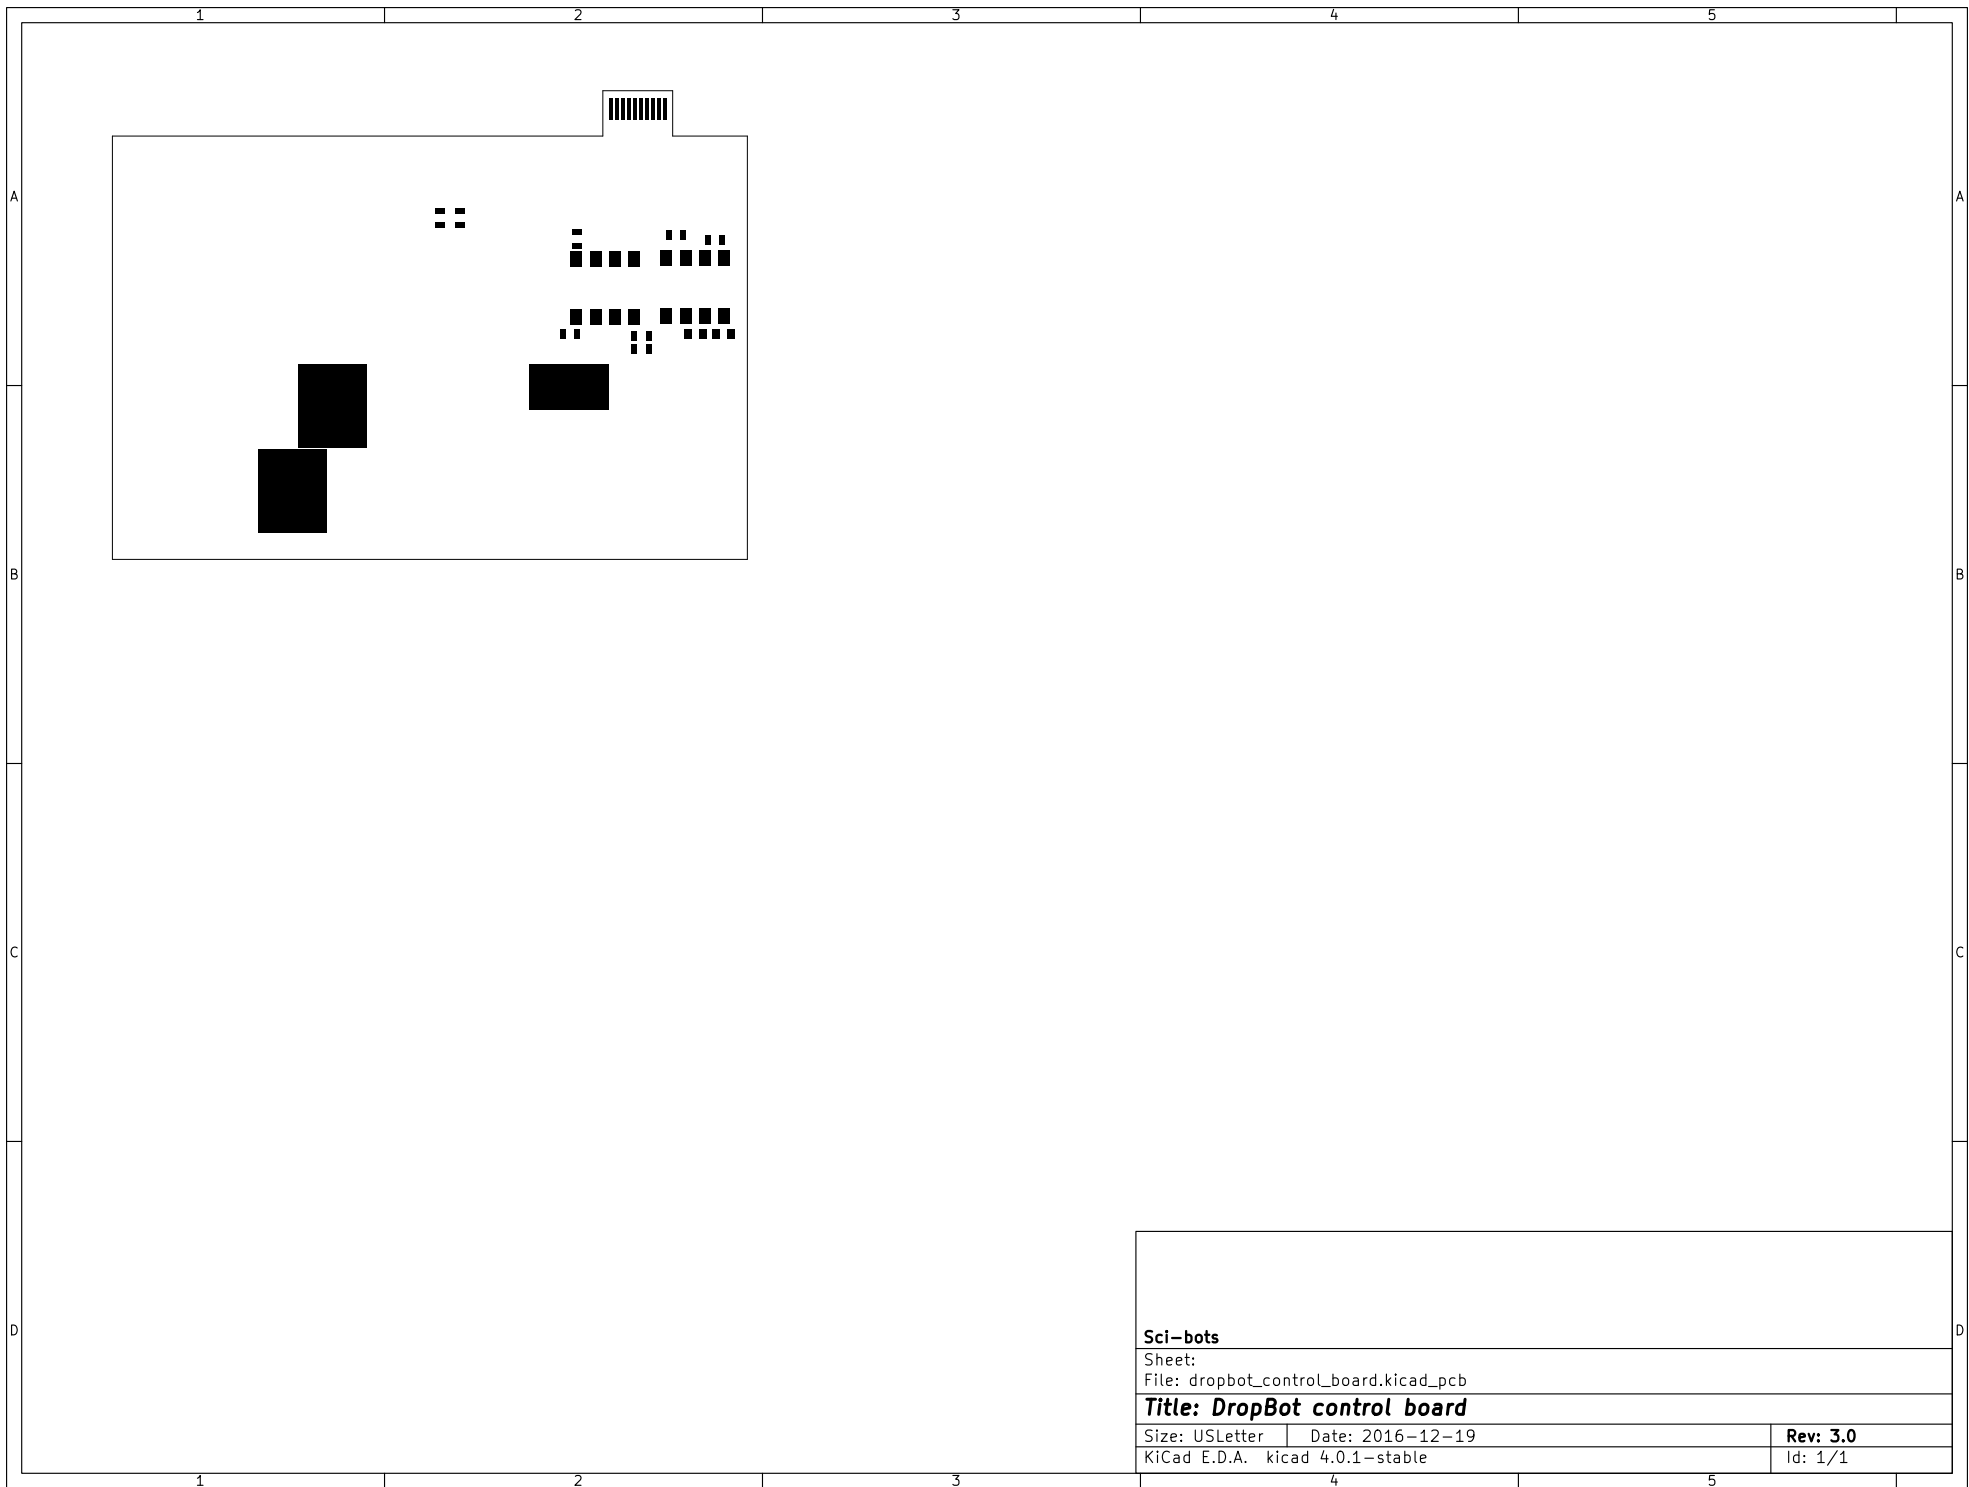 1 2 3 4 5
A A
B B
C C
D D
Sci-bots
Sheet:
File: dropbot_control_board.kicad_pcb
Title: DropBot control board
Size: USLetter Date: 2016-12-19 Rev: 3.0
KiCad E.D.A. kicad 4.0.1-stable Id: 1/1
1 2 3 4 5